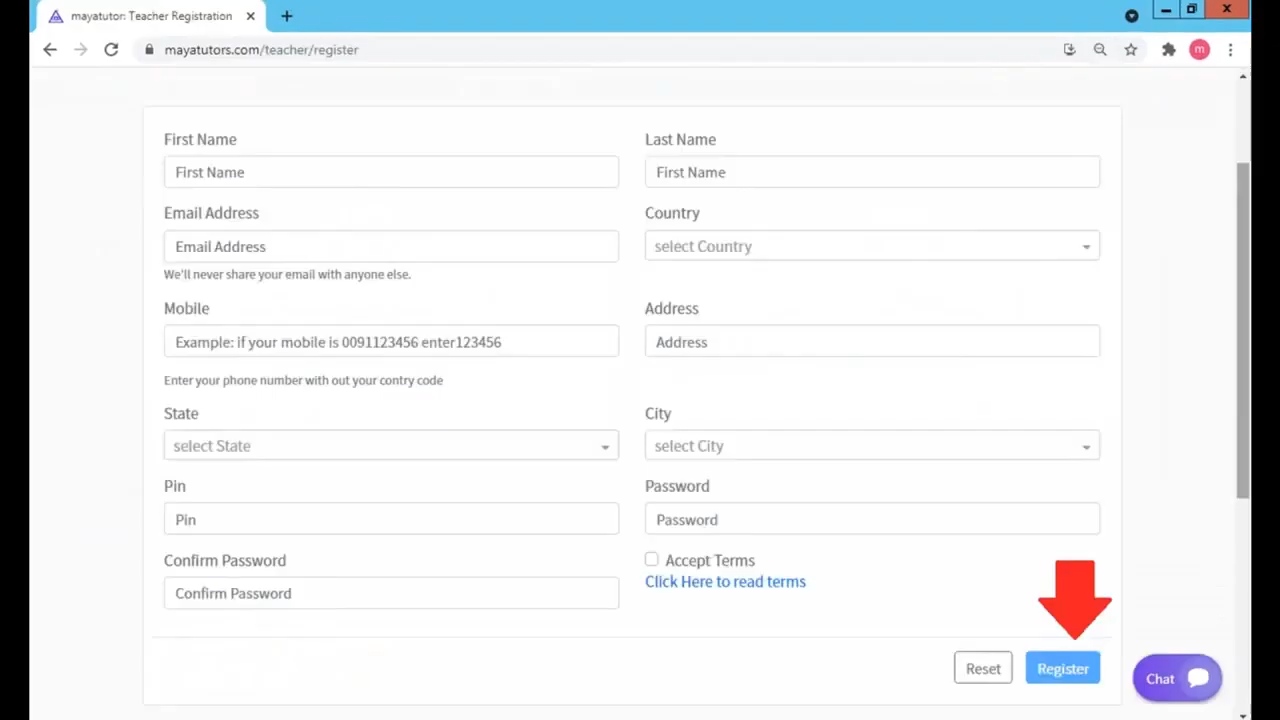 mayatutor: Teacher Registration
mayatutors.com/teacher/register
m
First Name
Last Name
First Name
First Name
Email Address
Country
Email Address
select Country
We'll never share your email with anyone else.
Mobile
Address
Example: if your mobile is 0091123456 enter123456
Address
Enter your phone number with out your contry code
State
City
select State
select City
Pin
Password
Pin
Password
Confirm Password
Accept Terms
Click Here to read terms
Confirm Password
Reset
Register
Chat